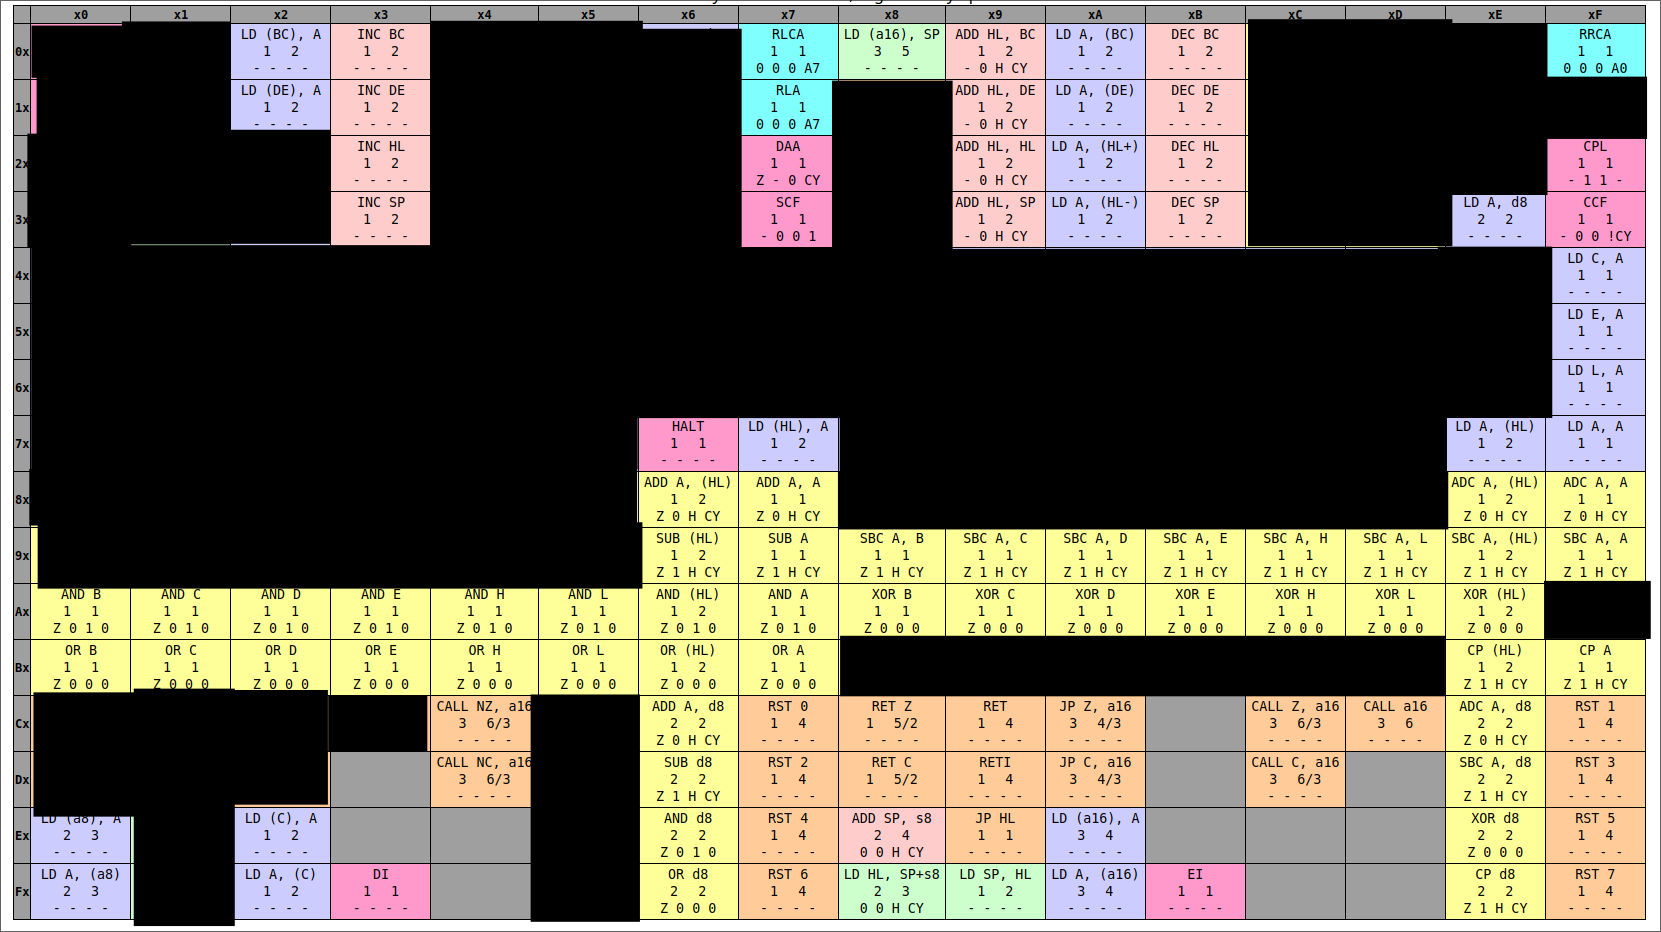 x0 x1 x2 x3 x4 x5 x6 x7 x8 x9 xA xB xC xD xE xF
LD (BC), A INC BC RLCA LD (a16), SP ADD HL, BC LD A, (BC) DEC BC RRCA
0x 1 2 1 2 1 1 3 5 1 2 1 2 1 2 1 1
- - - - - - - - 0 0 0 A7 - - - - - 0 H CY - - - - - - - - 0 0 0 A0
LD (DE), A INC DE RLA ADD HL, DE LD A, (DE) DEC DE
1x 1 2 1 2 1 1 1 2 1 2 1 2
- - - - - - - - 0 0 0 A7 - 0 H CY - - - - - - - -
INC HL DAA ADD HL, HL LD A, (HL+) DEC HL CPL
2x 1 2 1 1 1 2 1 2 1 2 1 1
- - - - Z - 0 CY - 0 H CY - - - - - - - - - 1 1 -
INC SP SCF ADD HL, SP LD A, (HL-) DEC SP LD A, d8 CCF
3x 1 2 1 1 1 2 1 2 1 2 2 2 1 1
- - - - - 0 0 1 - 0 H CY - - - - - - - - - - - - - 0 0 !CY
LD C, A
4x 1 1
- - - -
LD E, A
5x 1 1
- - - -
LD L, A
6x 1 1
- - - -
HALT LD (HL), A LD A, (HL) LD A, A
7x 1 1 1 2 1 2 1 1
- - - - - - - - - - - - - - - -
ADD A, (HL) ADD A, A ADC A, (HL) ADC A, A
8x 1 2 1 1 1 2 1 1
Z 0 H CY Z 0 H CY Z 0 H CY Z 0 H CY
SUB (HL) SUB A SBC A, B SBC A, C SBC A, D SBC A, E SBC A, H SBC A, L SBC A, (HL) SBC A, A
9x 1 2 1 1 1 1 1 1 1 1 1 1 1 1 1 1 1 2 1 1
Z 1 H CY Z 1 H CY Z 1 H CY Z 1 H CY Z 1 H CY Z 1 H CY Z 1 H CY Z 1 H CY Z 1 H CY Z 1 H CY
AND B AND C AND D AND E AND H AND L AND (HL) AND A XOR B XOR C XOR D XOR E XOR H XOR L XOR (HL)
Ax 1 1 1 1 1 1 1 1 1 1 1 1 1 2 1 1 1 1 1 1 1 1 1 1 1 1 1 1 1 2
Z 0 1 0 Z 0 1 0 Z 0 1 0 Z 0 1 0 Z 0 1 0 Z 0 1 0 Z 0 1 0 Z 0 1 0 Z 0 0 0 Z 0 0 0 Z 0 0 0 Z 0 0 0 Z 0 0 0 Z 0 0 0 Z 0 0 0
OR B OR C OR D OR E OR H OR L OR (HL) OR A CP (HL) CP A
Bx 1 1 1 1 1 1 1 1 1 1 1 1 1 2 1 1 1 2 1 1
Z 0 0 0 Z 0 0 0 Z 0 0 0 Z 0 0 0 Z 0 0 0 Z 0 0 0 Z 0 0 0 Z 0 0 0 Z 1 H CY Z 1 H CY
CALL NZ, a16 ADD A, d8 RST 0 RET Z RET JP Z, a16 CALL Z, a16 CALL a16 ADC A, d8 RST 1
Cx 3 6/3 2 2 1 4 1 5/2 1 4 3 4/3 3 6/3 3 6 2 2 1 4
- - - - Z 0 H CY - - - - - - - - - - - - - - - - - - - - - - - - Z 0 H CY - - - -
CALL NC, a16 SUB d8 RST 2 RET C RETI JP C, a16 CALL C, a16 SBC A, d8 RST 3
Dx 3 6/3 2 2 1 4 1 5/2 1 4 3 4/3 3 6/3 2 2 1 4
- - - - Z 1 H CY - - - - - - - - - - - - - - - - - - - - Z 1 H CY - - - -
LD (a8), A LD (C), A AND d8 RST 4 ADD SP, s8 JP HL LD (a16), A XOR d8 RST 5
Ex 2 3 1 2 2 2 1 4 2 4 1 1 3 4 2 2 1 4
- - - - - - - - Z 0 1 0 - - - - 0 0 H CY - - - - - - - - Z 0 0 0 - - - -
LD A, (a8) LD A, (C) DI OR d8 RST 6 LD HL, SP+s8 LD SP, HL LD A, (a16) EI CP d8 RST 7
Fx 2 3 1 2 1 1 2 2 1 4 2 3 1 2 3 4 1 1 2 2 1 4
- - - - - - - - - - - - Z 0 0 0 - - - - 0 0 H CY - - - - - - - - - - - - Z 1 H CY - - - -